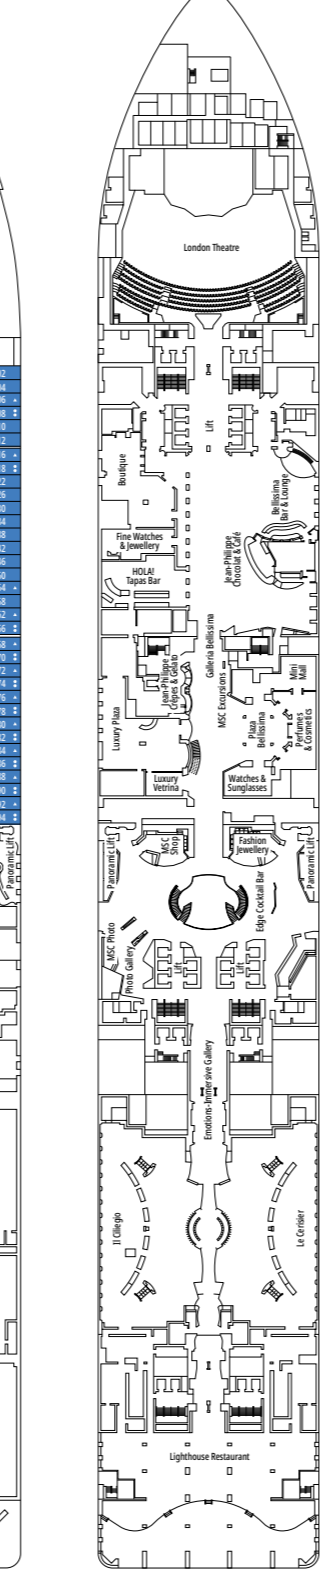 London Theatre
Lift
Boutique
Bellissima
Bar & Lounge
Fine Watches
& Jewellery
Jean-Philippe
Chocolat & Café
HOLA!
Tapas Bar
Galleria Bellissima
Jean-Philippe
Crêpes & Gelato
MSC Excursions
Mini
Mall
Luxury Plaza
Plaza
Bellissima
Perfumes
& Cosmetics
Luxury
Vetrina
Watches &
Sunglasses
Panoramic Lift
Panoramic Lift
MSC
Shop
Fashion
Jewellery
Panoramic Lift
Edge Cocktail Bar
MSC Photo
Photo Gallery
Lift
Lift
Emotions-Immersive Gallery
Il Ciliegio
Le Cerisier
Lighthouse Restaurant